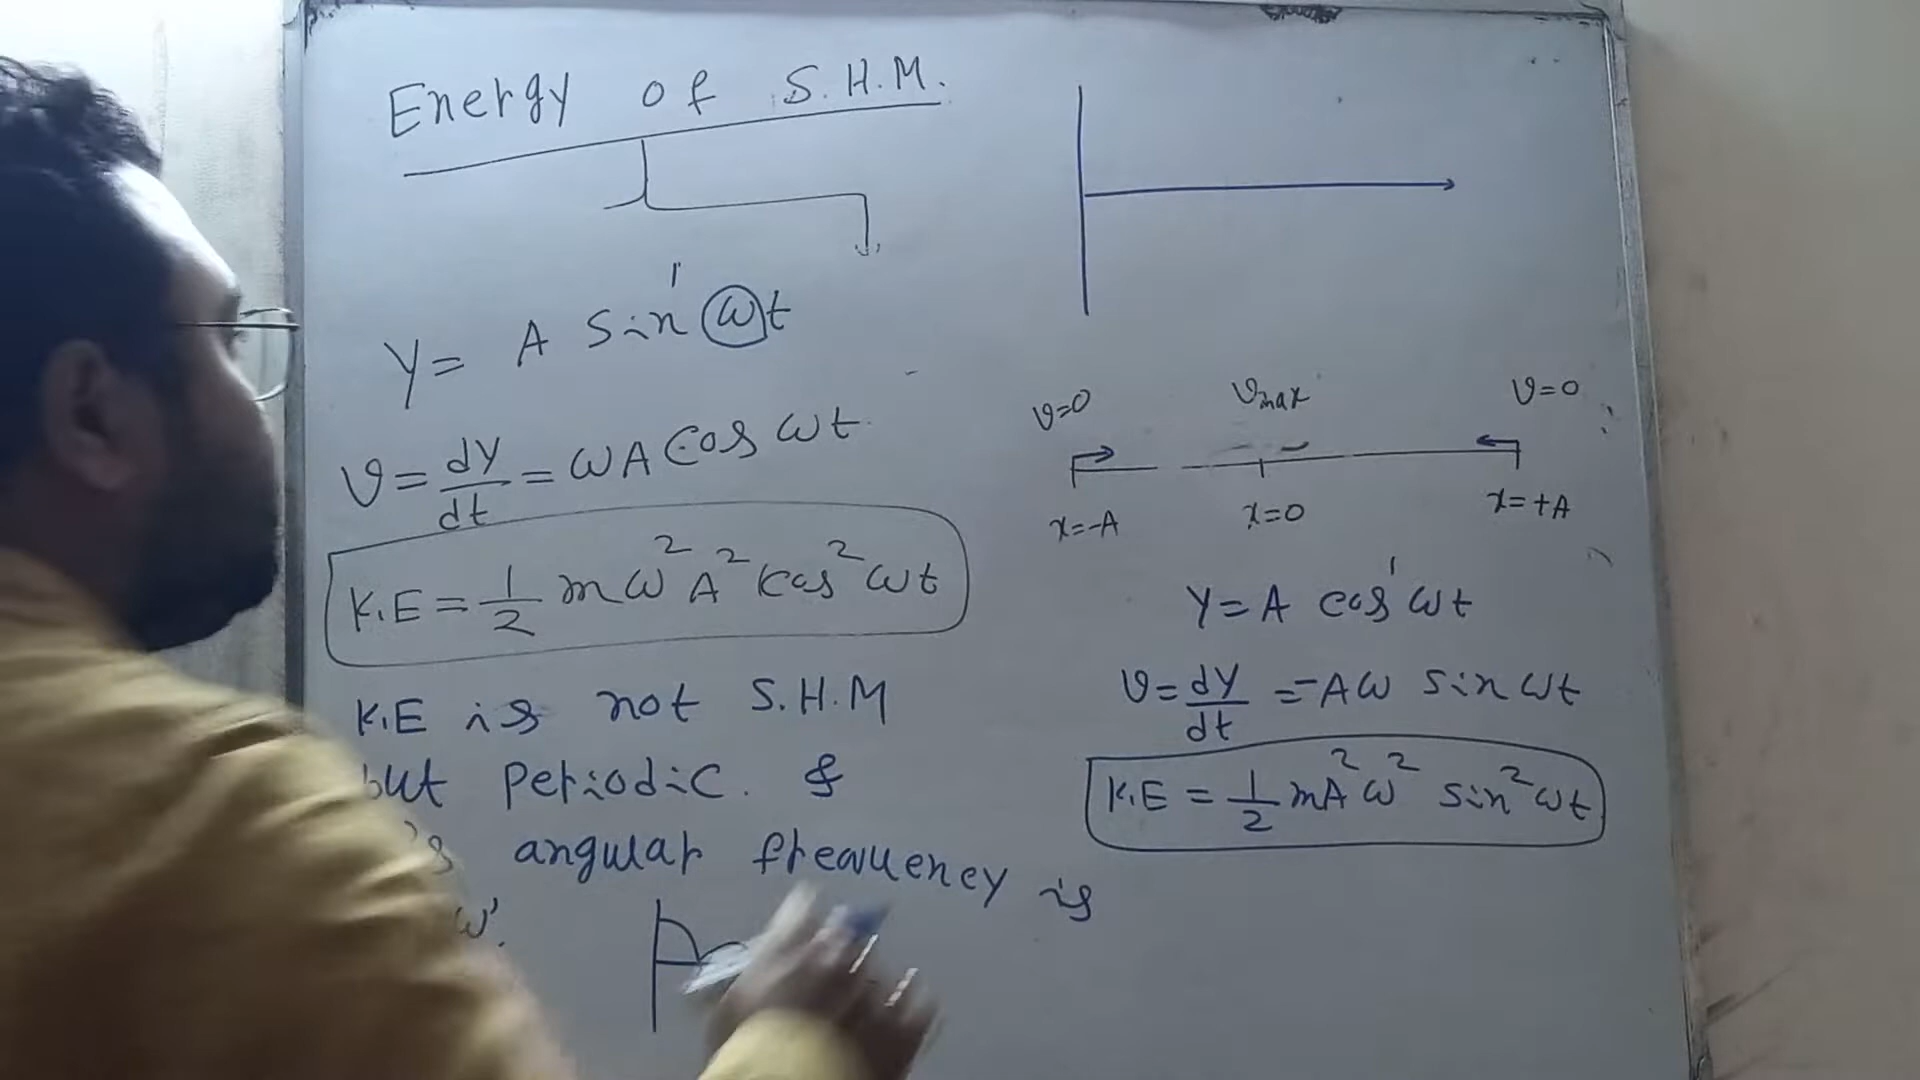 Energy of S.H.M.
Y = A sin' ωt
v = dY/dt = ωA cos ωt
K.E = 1/2 mω²A² cos² ωt
K.E is not S.H.M
but Periodic. &
angular frequency is
ω'.
v=0 vmax v=0
x=-A x=0 x=+A
Y = A cos' ωt
v = dY/dt = -Aω sin ωt
K.E = 1/2 mA²ω² sin² ωt